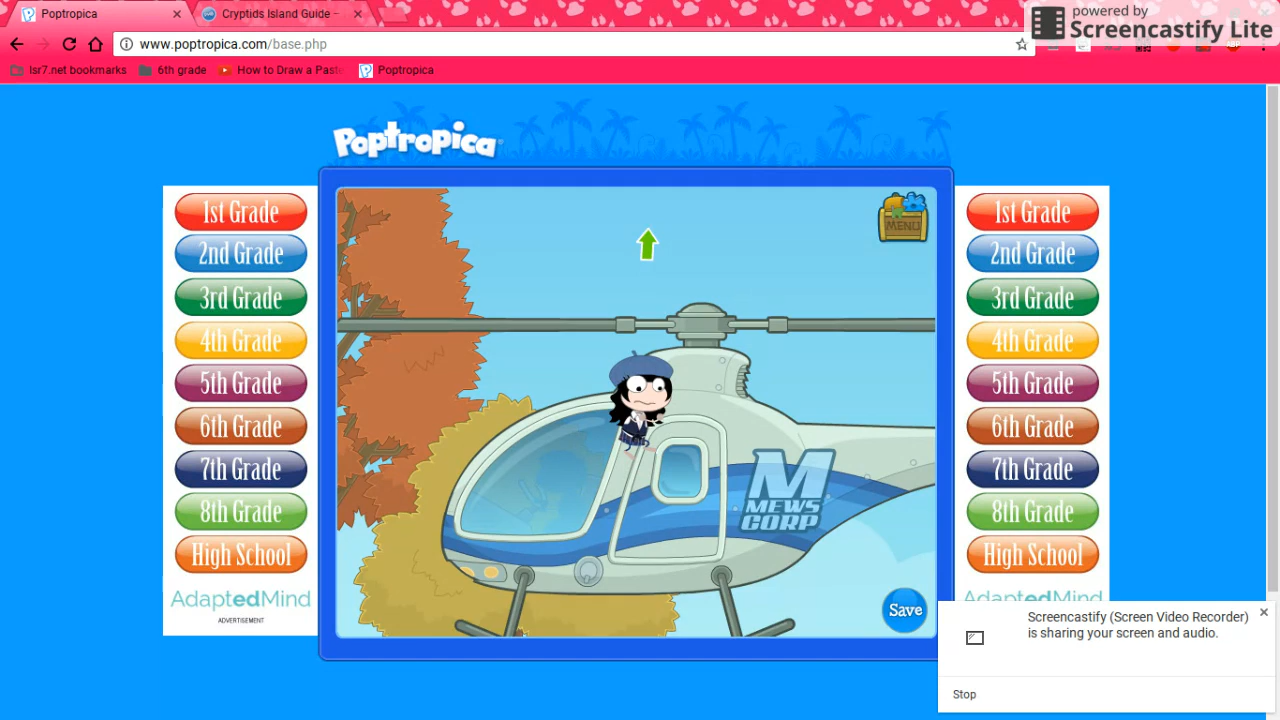 Poptropica
Cryptids Island Guide –
powered by
Screencastify Lite
www.poptropica.com/base.php
lsr7.net bookmarks
6th grade
How to Draw a Paste
Poptropica
Poptropica
1st Grade
2nd Grade
3rd Grade
4th Grade
5th Grade
6th Grade
7th Grade
8th Grade
High School
AdaptedMind
ADVERTISEMENT
MENU
M
MEWS
CORP
Save
1st Grade
2nd Grade
3rd Grade
4th Grade
5th Grade
6th Grade
7th Grade
8th Grade
High School
AdaptedMind
Screencastify (Screen Video Recorder)
is sharing your screen and audio.
Stop